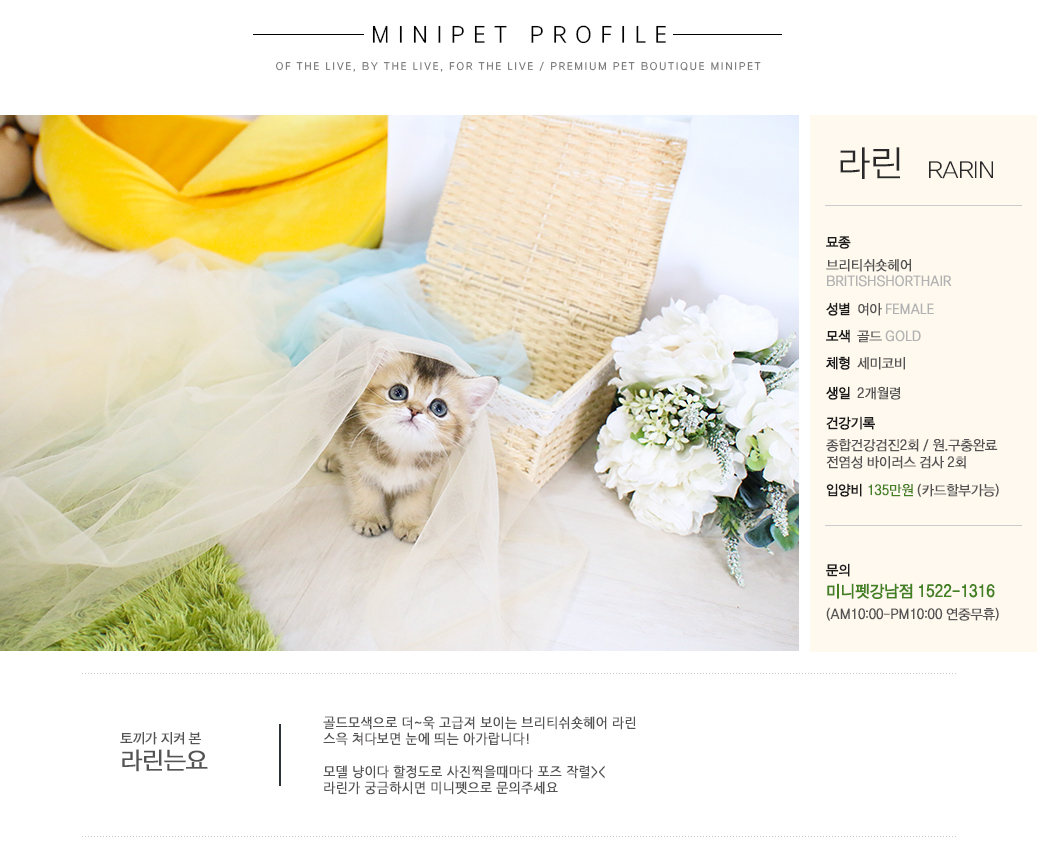 MINIPET PROFILE
OF THE LIVE, BY THE LIVE, FOR THE LIVE / PREMIUM PET BOUTIQUE MINIPET
라린 RARIN
묘종
브리티쉬숏헤어
BRITISHSHORTHAIR
성별 여아 FEMALE
모색 골드 GOLD
체형 세미코비
생일 2개월령
건강기록
종합건강검진2회 / 원.구충완료
전염성 바이러스 검사 2회
입양비 135만원 (카드할부가능)
문의
미니펫강남점 1522-1316
(AM10:00-PM10:00 연중무휴)
토끼가 지켜 본
라린는요
골드모색으로 더~욱 고급져 보이는 브리티쉬숏헤어 라린
스윽 쳐다보면 눈에 띄는 아가랍니다!
모델 냥이다 할정도로 사진찍을때마다 포즈 작렬><
라린가 궁금하시면 미니펫으로 문의주세요